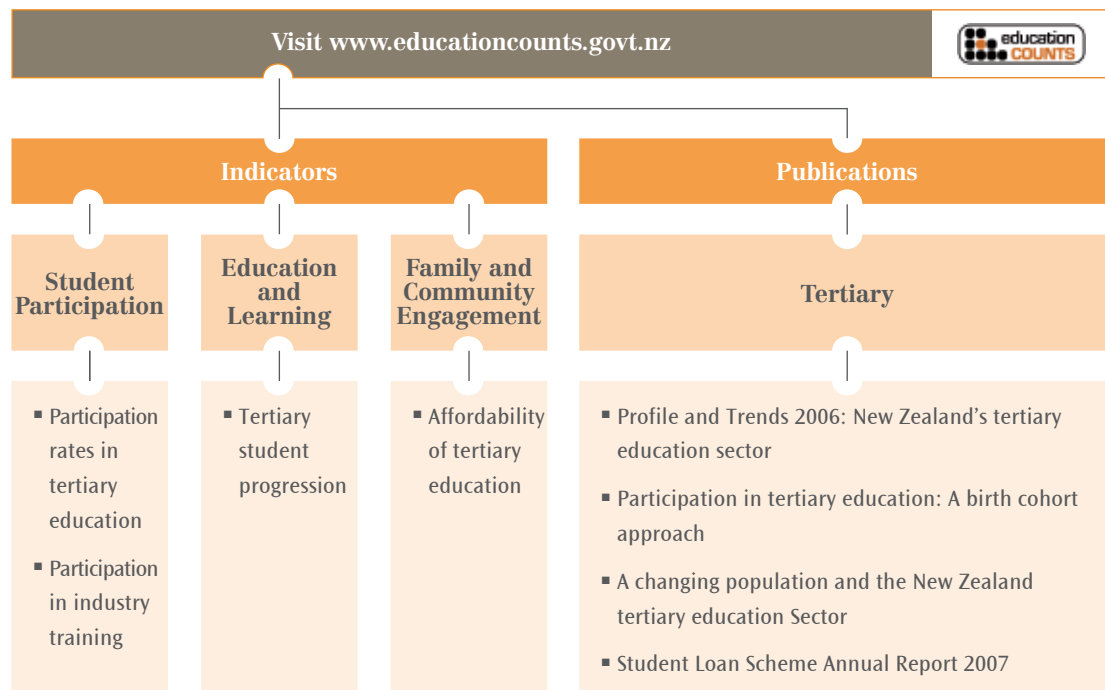 Visit www.educationcounts.govt.nz
education
COUNTS
Indicators
Publications
Student
Participation
Education
and
Learning
Family and
Community
Engagement
Tertiary
▪ Participation
rates in
tertiary
education
▪ Participation
in industry
training
▪ Tertiary
student
progression
▪ Affordability
of tertiary
education
▪ Profile and Trends 2006: New Zealand’s tertiary
education sector
▪ Participation in tertiary education: A birth cohort
approach
▪ A changing population and the New Zealand
tertiary education Sector
▪ Student Loan Scheme Annual Report 2007